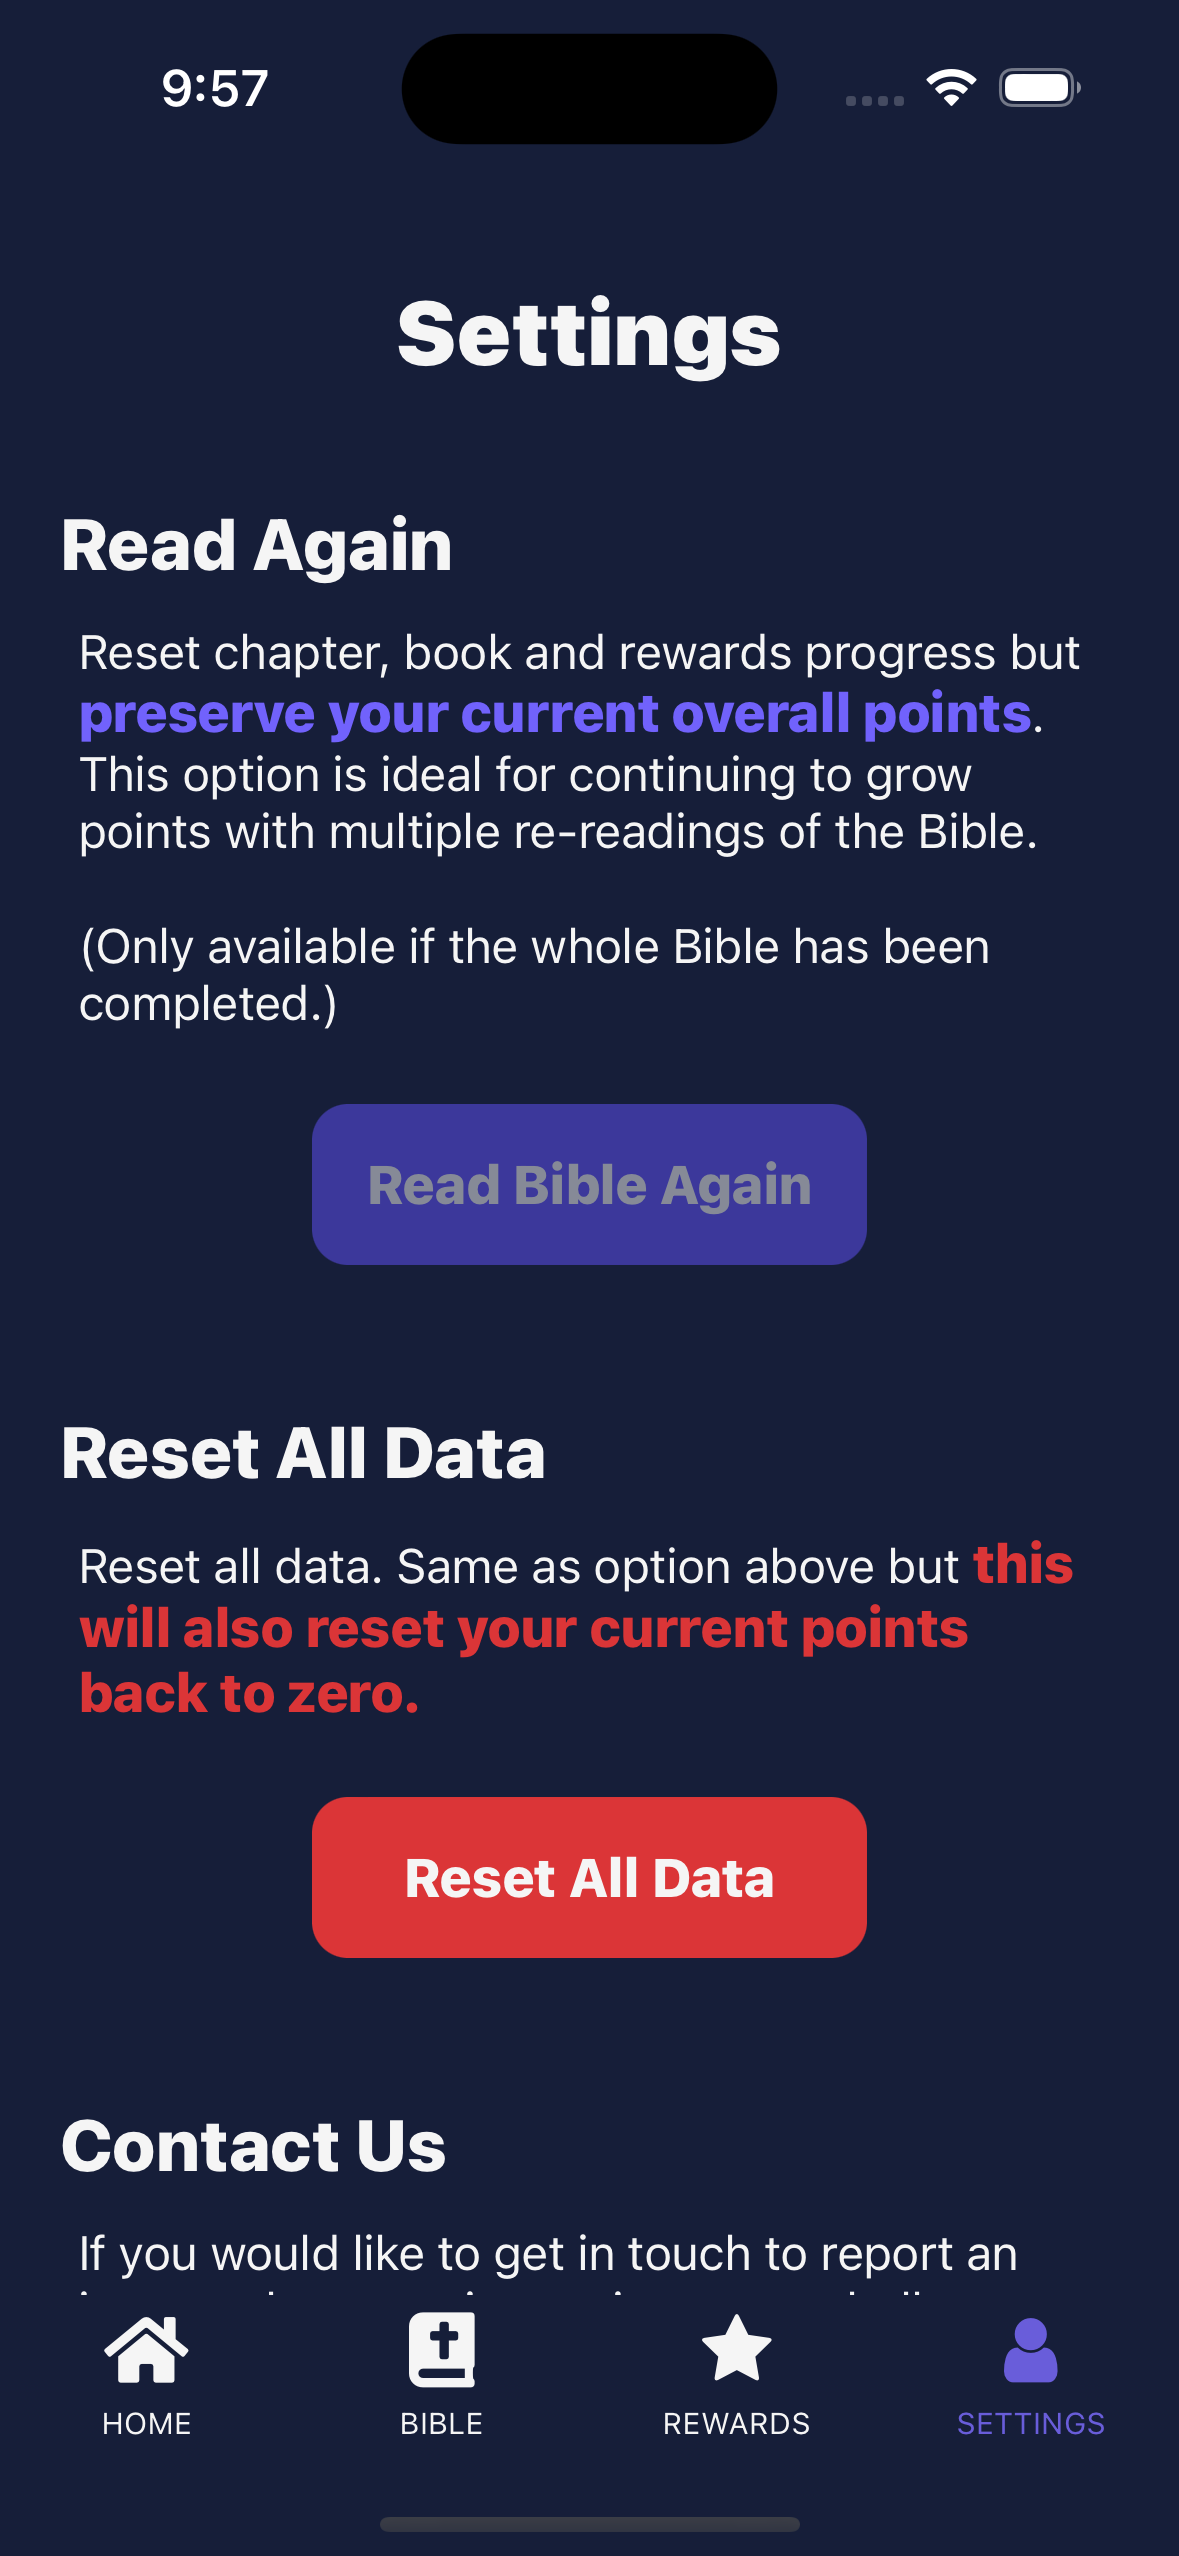 9:57
Settings
Read Again
Reset chapter, book and rewards progress but
preserve your current overall points.
This option is ideal for continuing to grow
points with multiple re-readings of the Bible.
(Only available if the whole Bible has been
completed.)
Read Bible Again
Reset All Data
Reset all data. Same as option above but this
will also reset your current points
back to zero.
Reset All Data
Contact Us
If you would like to get in touch to report an
HOME
BIBLE
REWARDS
SETTINGS